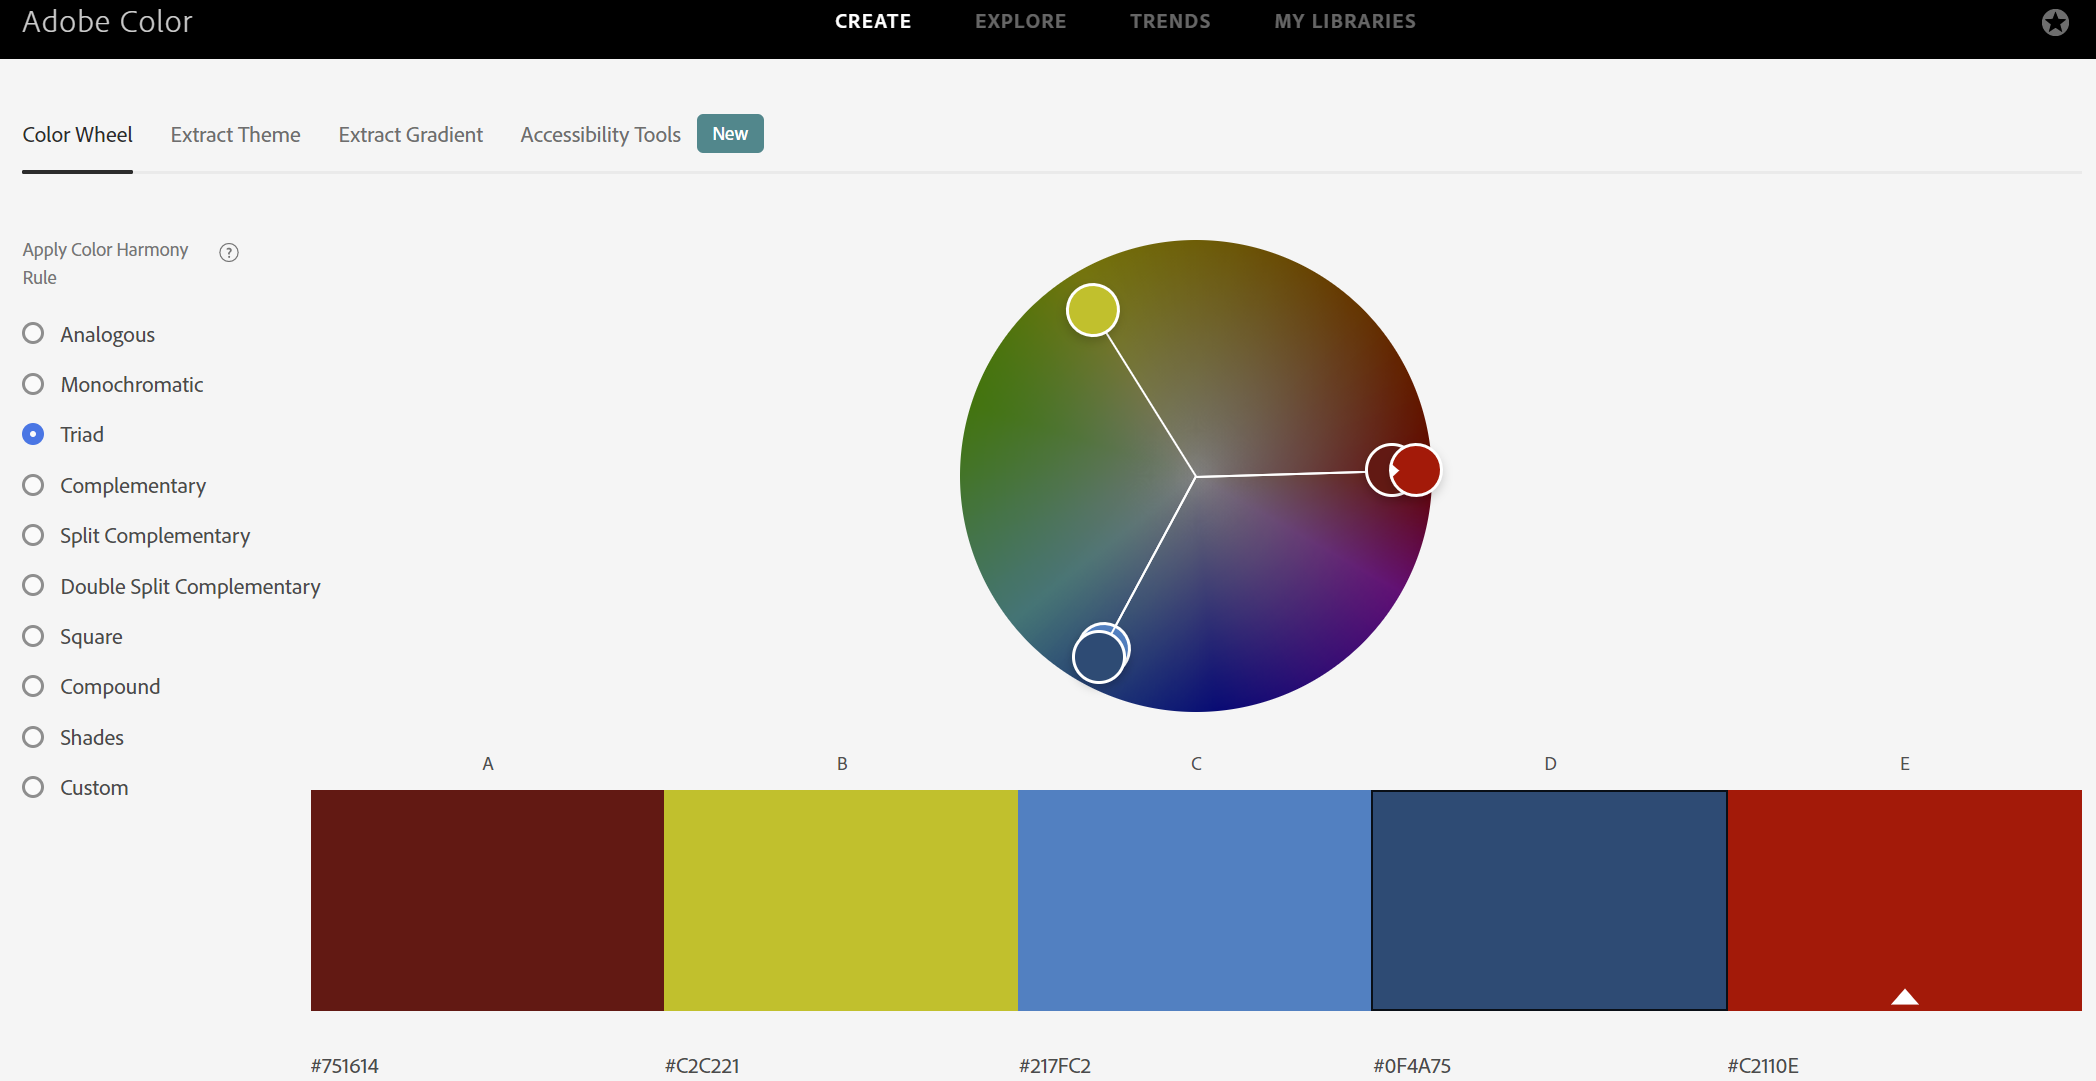 Adobe Color
CREATE EXPLORE TRENDS MY LIBRARIES
Color Wheel Extract Theme Extract Gradient Accessibility Tools New
Apply Color Harmony ?
Rule
Analogous
Monochromatic
Triad
Complementary
Split Complementary
Double Split Complementary
Square
Compound
Shades
Custom
A B C D E
#751614 #C2C221 #217FC2 #0F4A75 #C2110E